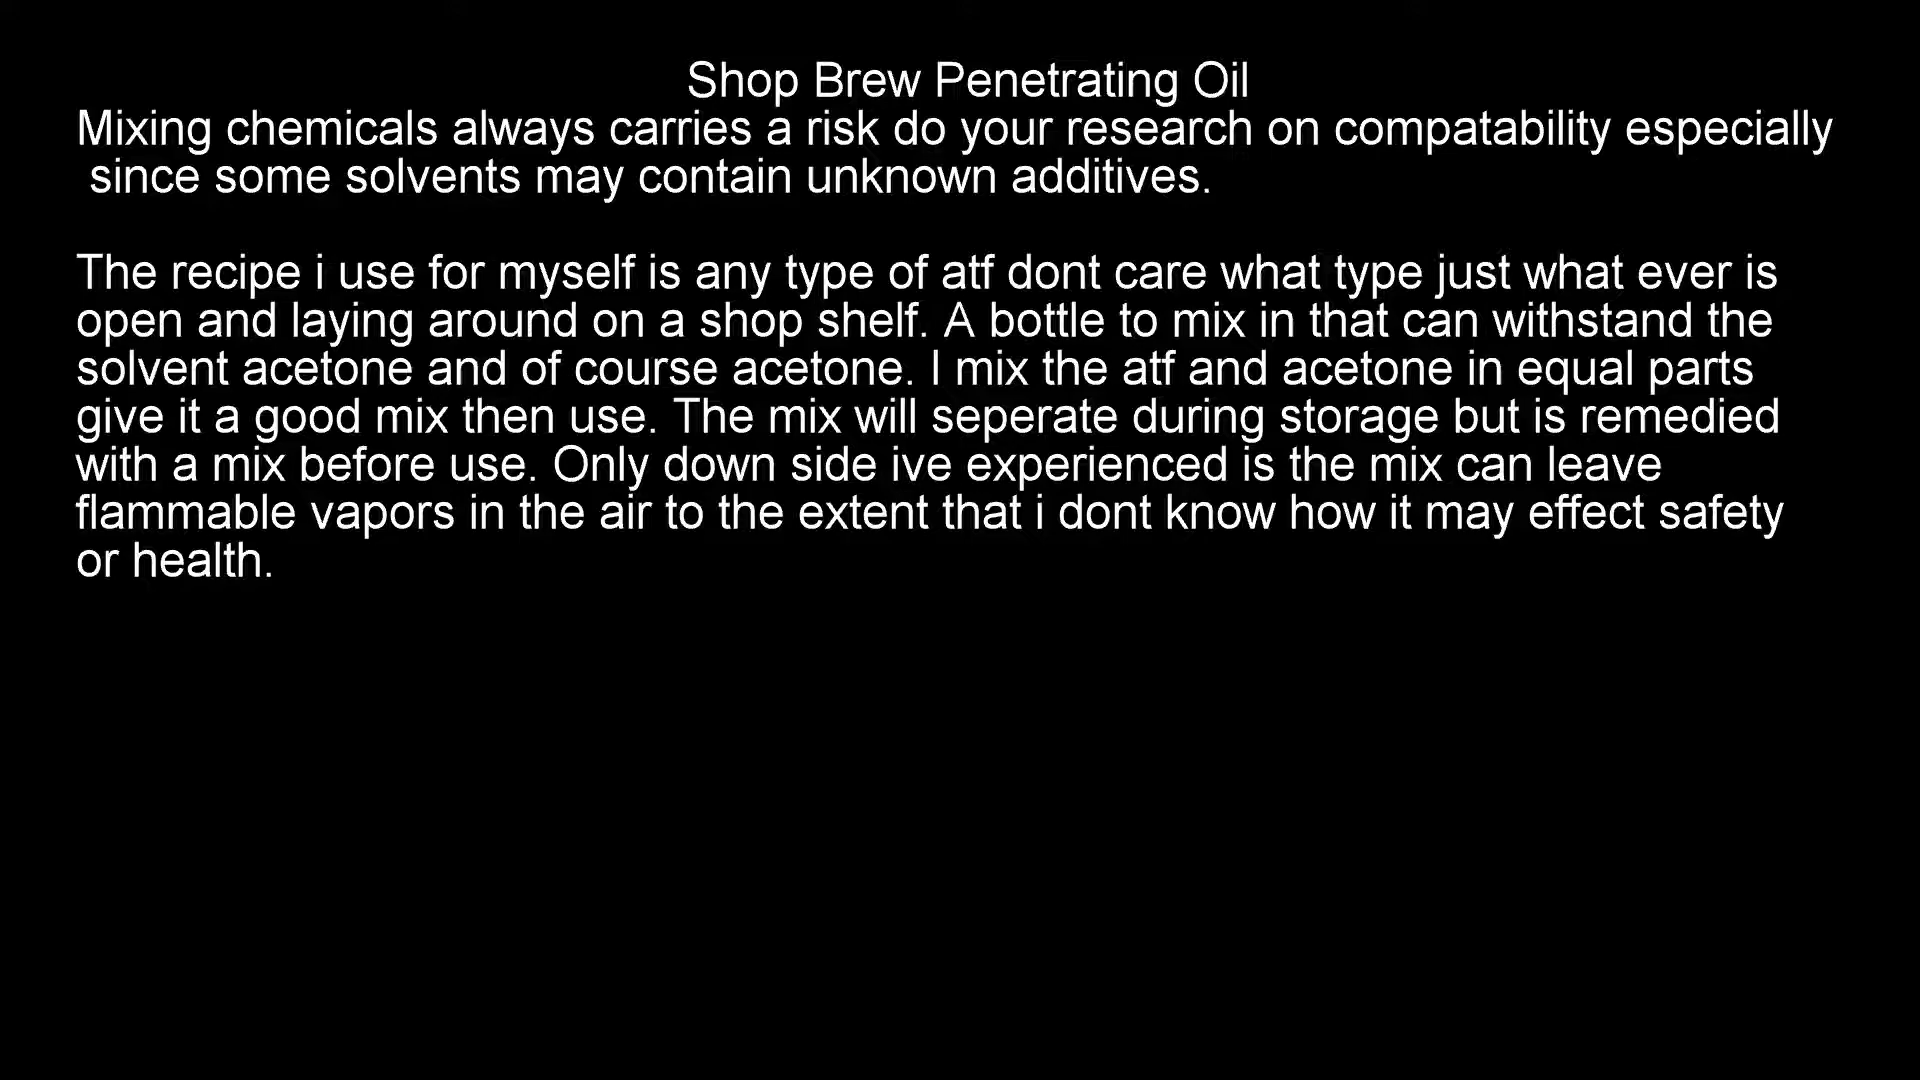 Shop Brew Penetrating Oil
Mixing chemicals always carries a risk do your research on compatability especially
since some solvents may contain unknown additives.
The recipe i use for myself is any type of atf dont care what type just what ever is
open and laying around on a shop shelf. A bottle to mix in that can withstand the
solvent acetone and of course acetone. I mix the atf and acetone in equal parts
give it a good mix then use. The mix will seperate during storage but is remedied
with a mix before use. Only down side ive experienced is the mix can leave
flammable vapors in the air to the extent that i dont know how it may effect safety
or health.